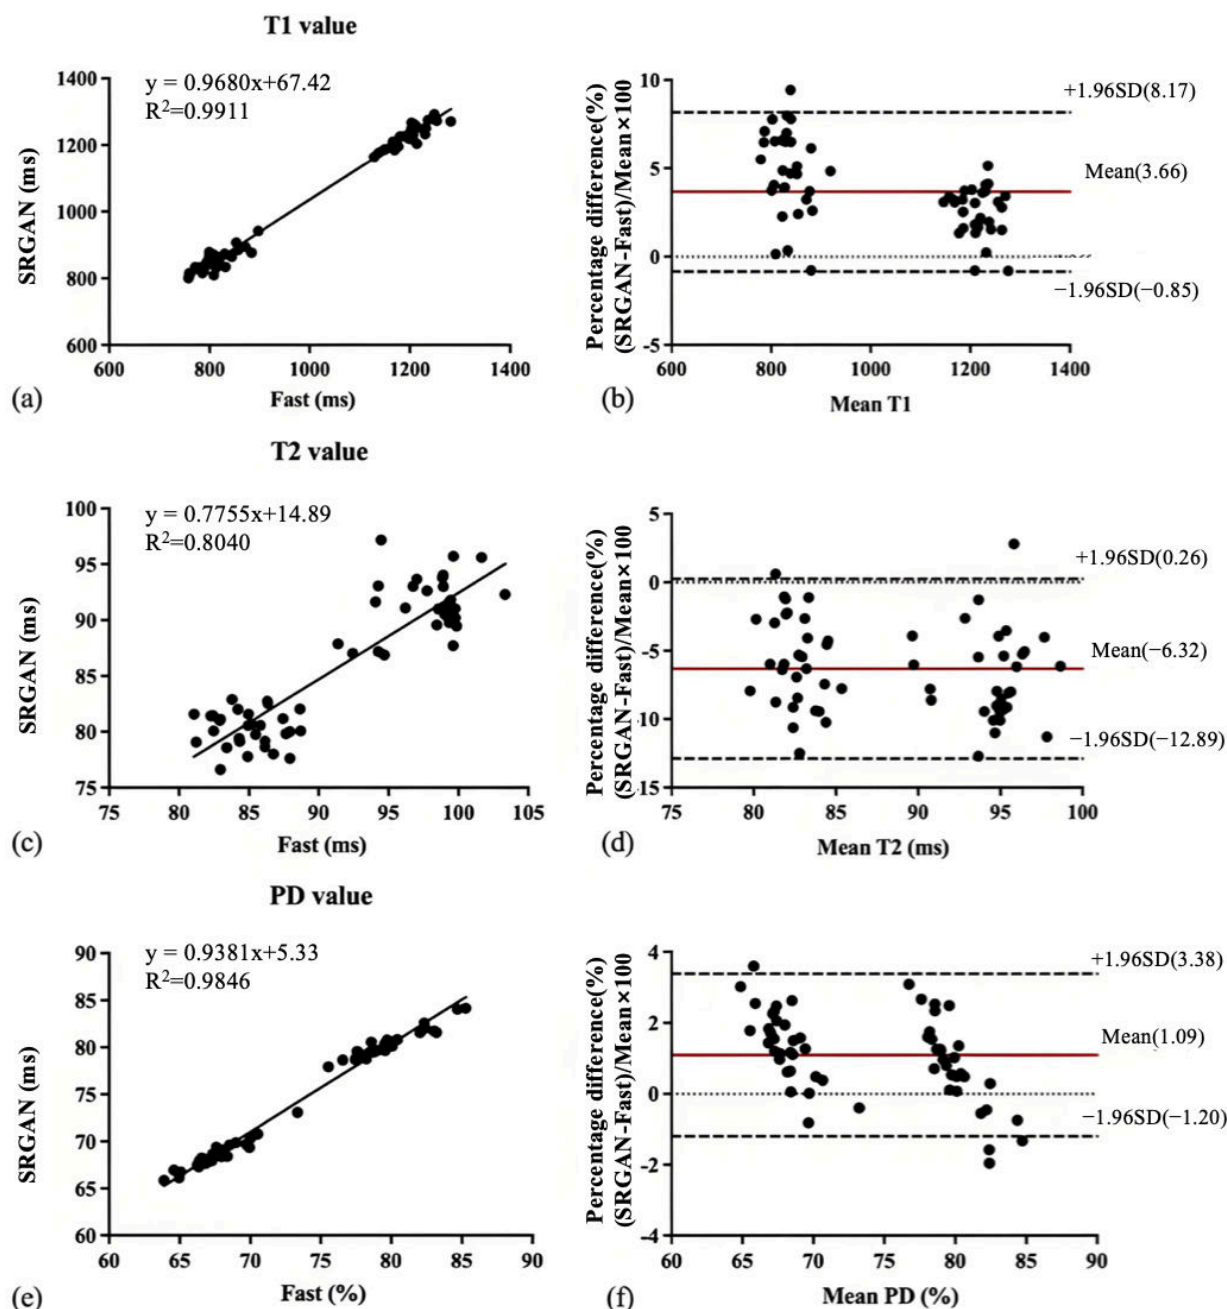 T1 value
y = 0.9680x+67.42
R²=0.9911
SRGAN (ms)
1400
1200
1000
800
600
600 800 1000 1200 1400
Fast (ms)
(a)
Percentage difference(%)
(SRGAN-Fast)/Mean×100
10
5
0
-5
+1.96SD(8.17)
Mean(3.66)
−1.96SD(−0.85)
600 800 1000 1200 1400
Mean T1
(b)
T2 value
y = 0.7755x+14.89
R²=0.8040
SRGAN (ms)
100
95
90
85
80
75
75 80 85 90 95 100 105
Fast (ms)
(c)
Percentage difference(%)
(SRGAN-Fast)/Mean×100
5
0
-5
-10
-15
+1.96SD(0.26)
Mean(−6.32)
−1.96SD(−12.89)
75 80 85 90 95 100
Mean T2 (ms)
(d)
PD value
y = 0.9381x+5.33
R²=0.9846
SRGAN (ms)
90
85
80
75
70
65
60
60 65 70 75 80 85 90
Fast (%)
(e)
Percentage difference(%)
(SRGAN-Fast)/Mean×100
4
2
0
-2
-4
+1.96SD(3.38)
Mean(1.09)
−1.96SD(−1.20)
60 65 70 75 80 85 90
Mean PD (%)
(f)